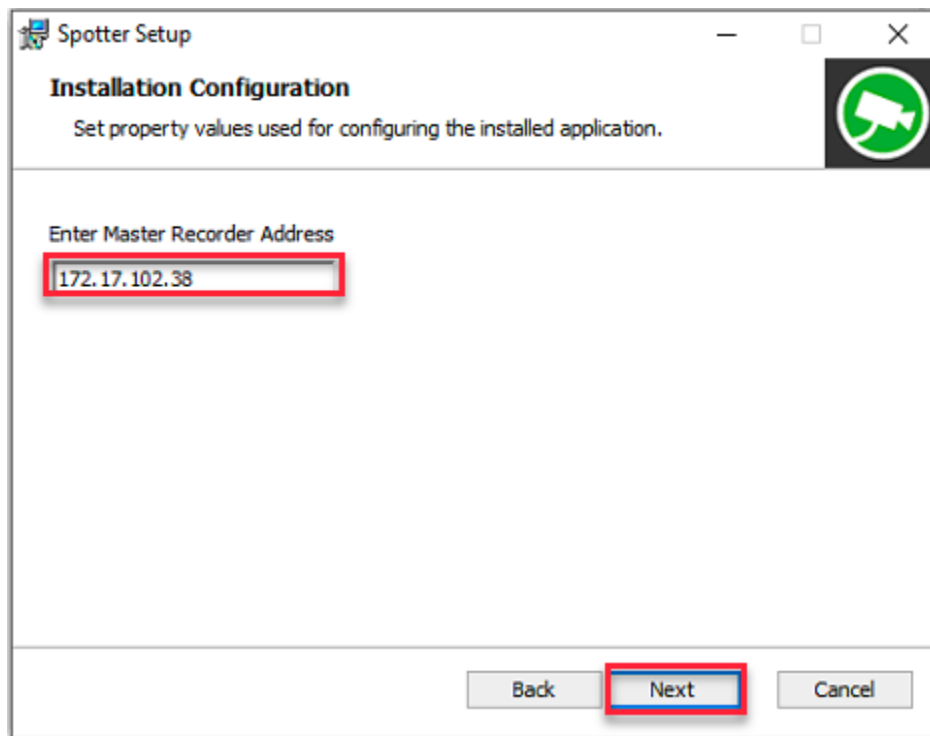 Spotter Setup
Installation Configuration
Set property values used for configuring the installed application.
Enter Master Recorder Address
172.17.102.38
Back Next Cancel